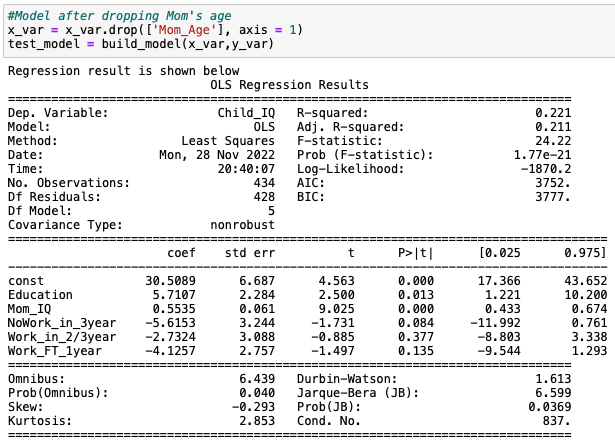 #Model after dropping Mom's age
x_var = x_var.drop(['Mom_Age'], axis = 1)
test_model = build_model(x_var,y_var)
Regression result is shown below
OLS Regression Results
==============================================================================
Dep. Variable: Child_IQ R-squared: 0.221
Model: OLS Adj. R-squared: 0.211
Method: Least Squares F-statistic: 24.22
Date: Mon, 28 Nov 2022 Prob (F-statistic): 1.77e-21
Time: 20:40:07 Log-Likelihood: -1870.2
No. Observations: 434 AIC: 3752.
Df Residuals: 428 BIC: 3777.
Df Model: 5
Covariance Type: nonrobust
==============================================================================
coef std err t P>|t| [0.025 0.975]
------------------------------------------------------------------------------
const 30.5089 6.687 4.563 0.000 17.366 43.652
Education 5.7107 2.284 2.500 0.013 1.221 10.200
Mom_IQ 0.5535 0.061 9.025 0.000 0.433 0.674
NoWork_in_3year -5.6153 3.244 -1.731 0.084 -11.992 0.761
Work_in_2/3year -2.7324 3.088 -0.885 0.377 -8.803 3.338
Work_FT_1year -4.1257 2.757 -1.497 0.135 -9.544 1.293
==============================================================================
Omnibus: 6.439 Durbin-Watson: 1.613
Prob(Omnibus): 0.040 Jarque-Bera (JB): 6.599
Skew: -0.293 Prob(JB): 0.0369
Kurtosis: 2.853 Cond. No. 837.
==============================================================================